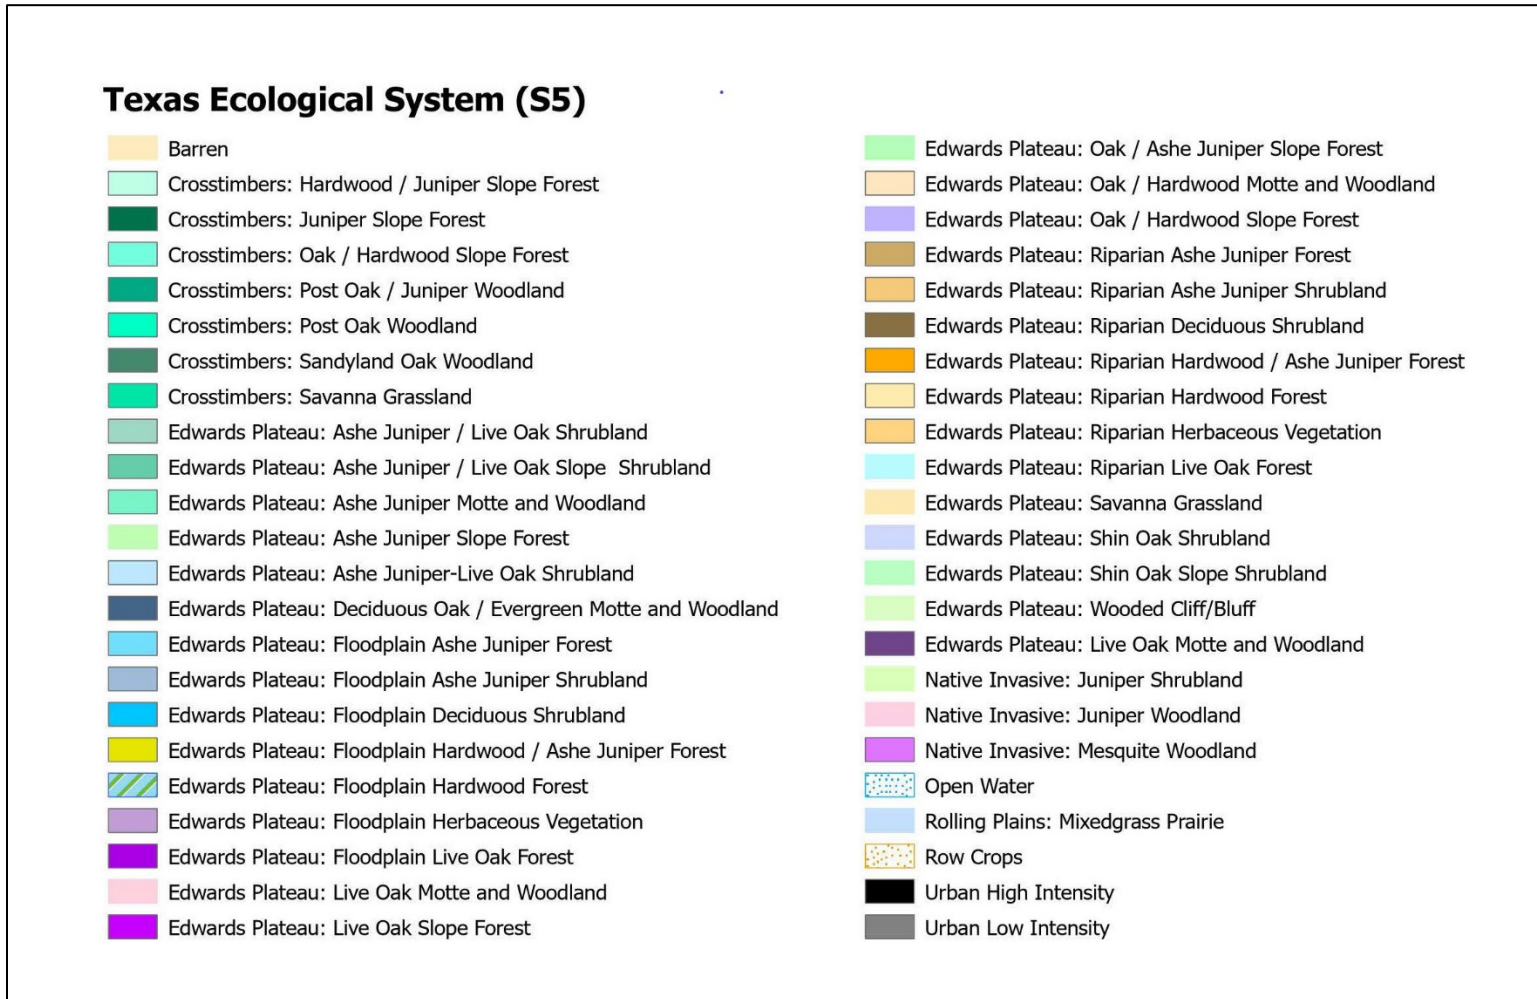 Texas Ecological System (S5)
Barren
Crosstimbers: Hardwood / Juniper Slope Forest
Crosstimbers: Juniper Slope Forest
Crosstimbers: Oak / Hardwood Slope Forest
Crosstimbers: Post Oak / Juniper Woodland
Crosstimbers: Post Oak Woodland
Crosstimbers: Sandyland Oak Woodland
Crosstimbers: Savanna Grassland
Edwards Plateau: Ashe Juniper / Live Oak Shrubland
Edwards Plateau: Ashe Juniper / Live Oak Slope  Shrubland
Edwards Plateau: Ashe Juniper Motte and Woodland
Edwards Plateau: Ashe Juniper Slope Forest
Edwards Plateau: Ashe Juniper-Live Oak Shrubland
Edwards Plateau: Deciduous Oak / Evergreen Motte and Woodland
Edwards Plateau: Floodplain Ashe Juniper Forest
Edwards Plateau: Floodplain Ashe Juniper Shrubland
Edwards Plateau: Floodplain Deciduous Shrubland
Edwards Plateau: Floodplain Hardwood / Ashe Juniper Forest
Edwards Plateau: Floodplain Hardwood Forest
Edwards Plateau: Floodplain Herbaceous Vegetation
Edwards Plateau: Floodplain Live Oak Forest
Edwards Plateau: Live Oak Motte and Woodland
Edwards Plateau: Live Oak Slope Forest
Edwards Plateau: Oak / Ashe Juniper Slope Forest
Edwards Plateau: Oak / Hardwood Motte and Woodland
Edwards Plateau: Oak / Hardwood Slope Forest
Edwards Plateau: Riparian Ashe Juniper Forest
Edwards Plateau: Riparian Ashe Juniper Shrubland
Edwards Plateau: Riparian Deciduous Shrubland
Edwards Plateau: Riparian Hardwood / Ashe Juniper Forest
Edwards Plateau: Riparian Hardwood Forest
Edwards Plateau: Riparian Herbaceous Vegetation
Edwards Plateau: Riparian Live Oak Forest
Edwards Plateau: Savanna Grassland
Edwards Plateau: Shin Oak Shrubland
Edwards Plateau: Shin Oak Slope Shrubland
Edwards Plateau: Wooded Cliff/Bluff
Edwards Plateau: Live Oak Motte and Woodland
Native Invasive: Juniper Shrubland
Native Invasive: Juniper Woodland
Native Invasive: Mesquite Woodland
Open Water
Rolling Plains: Mixedgrass Prairie
Row Crops
Urban High Intensity
Urban Low Intensity